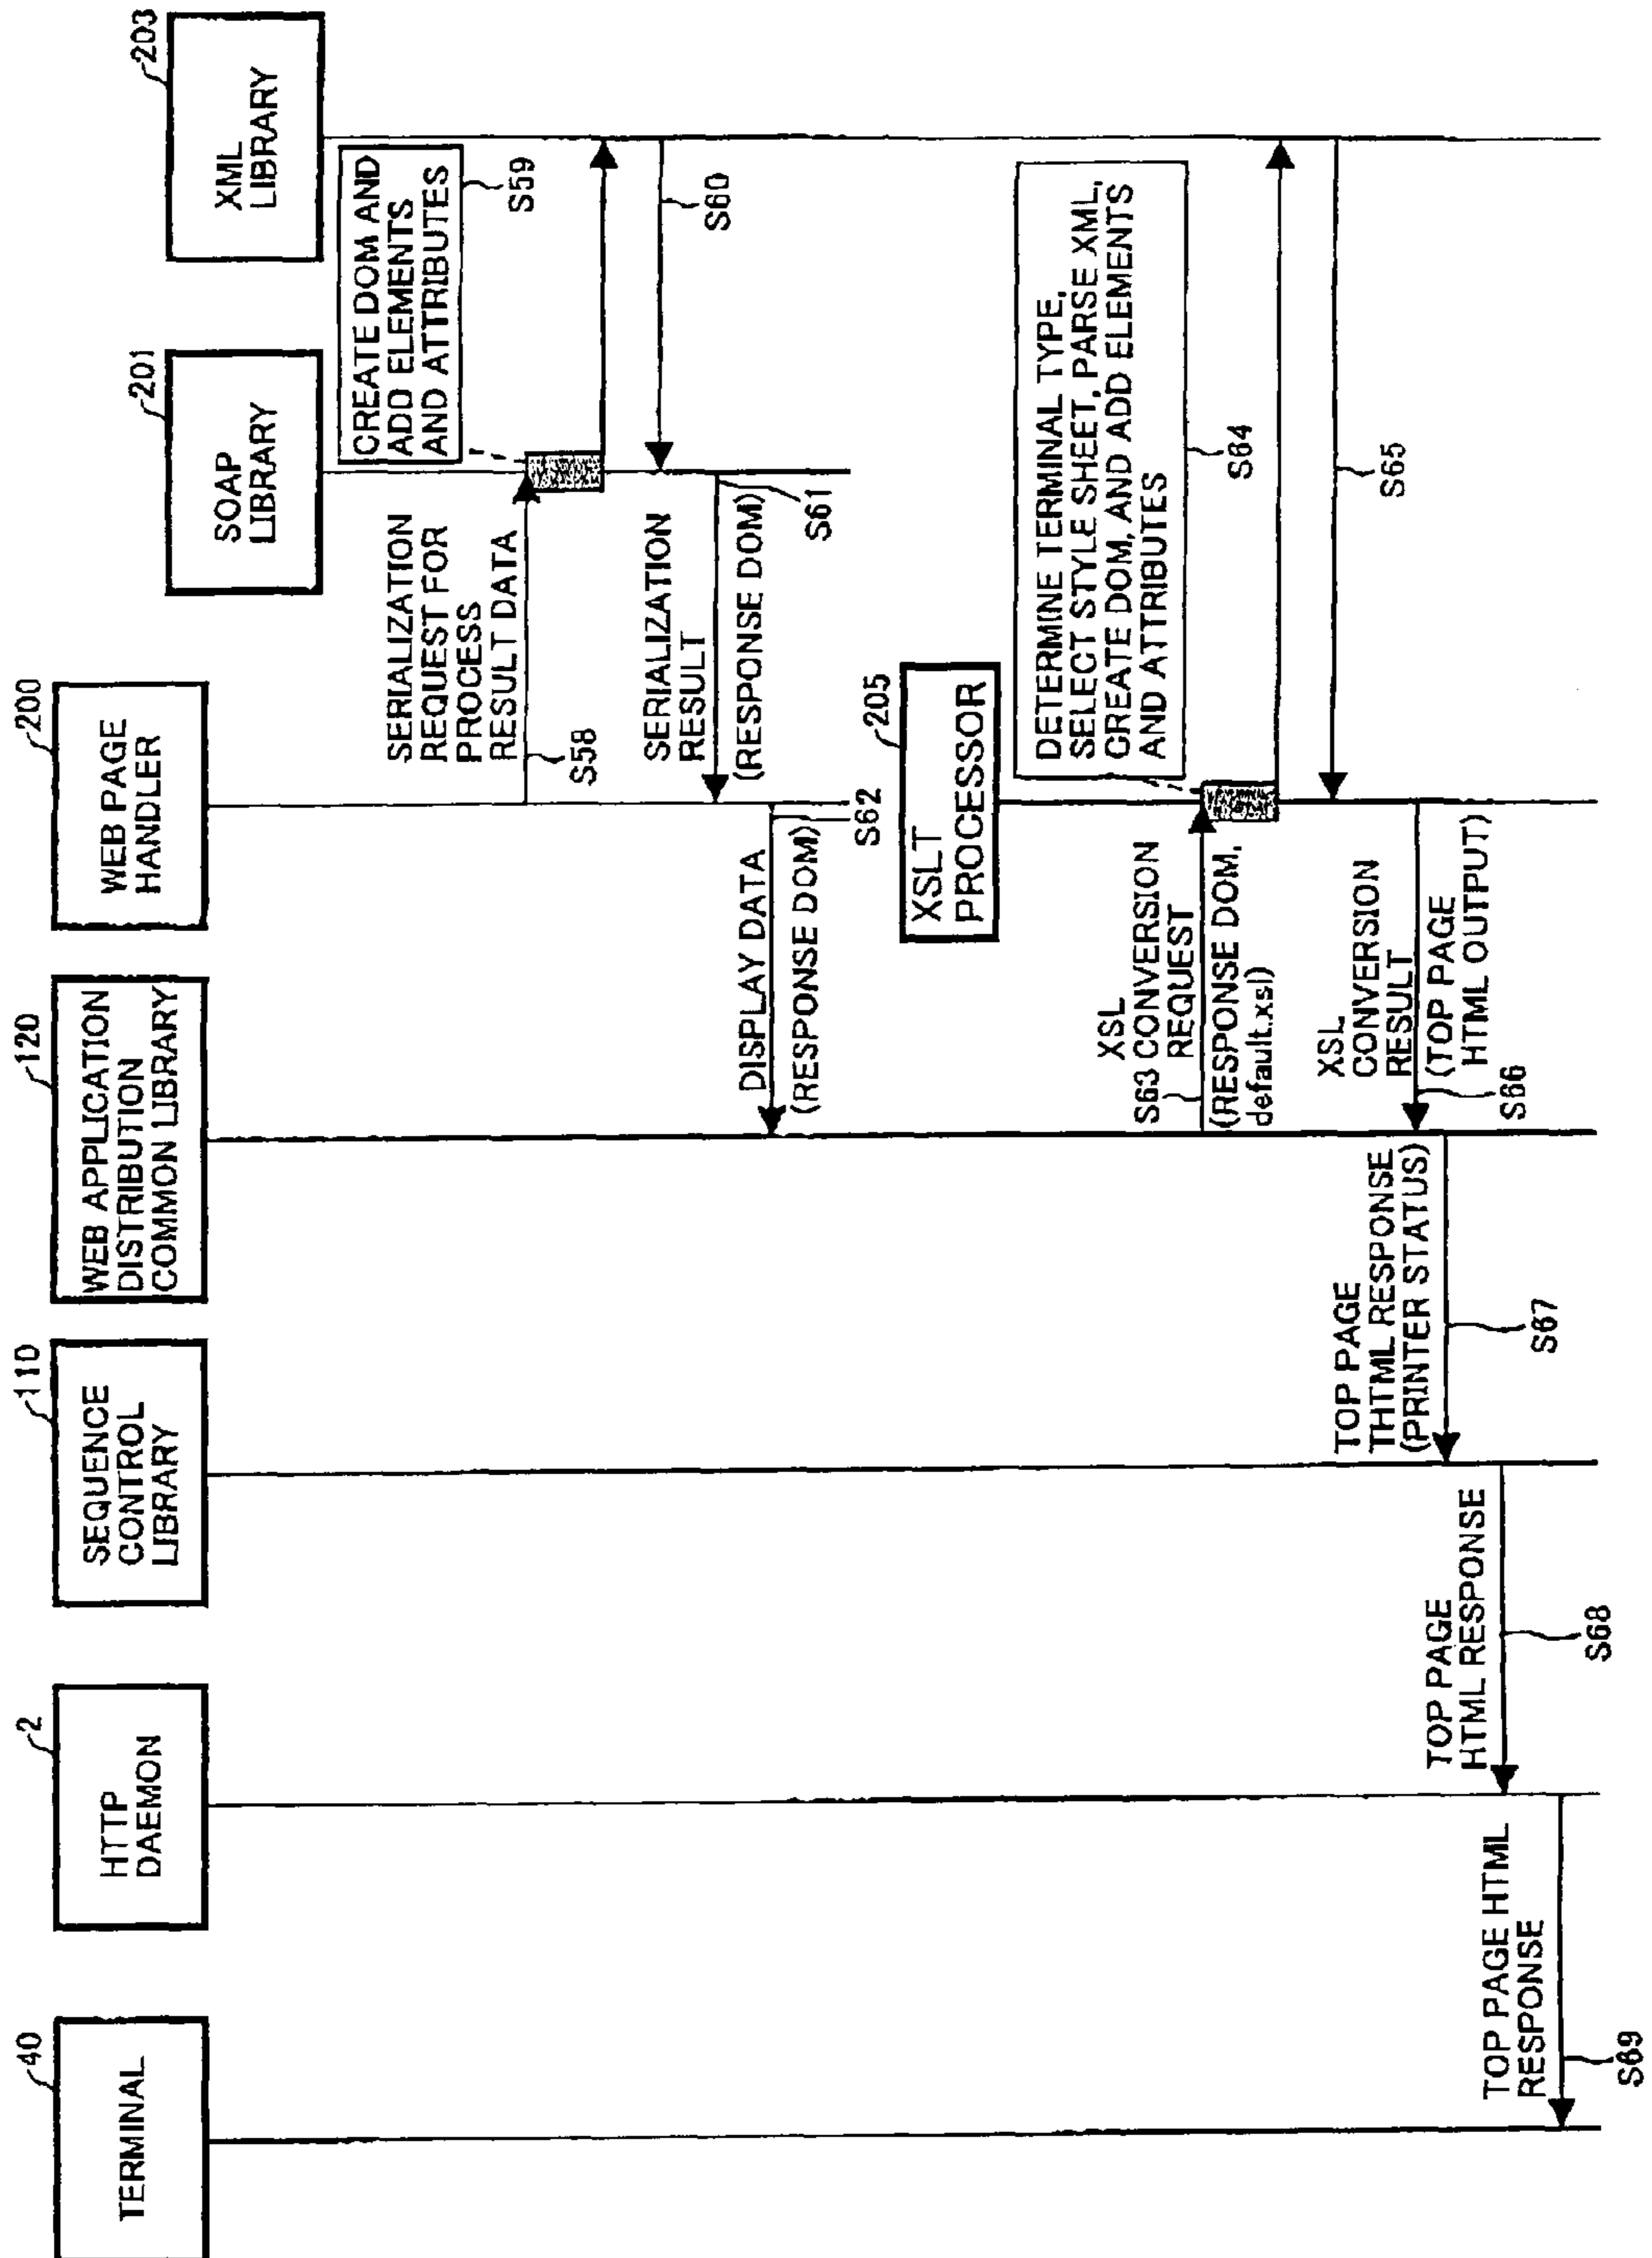 40
TERMINAL
2
HTTP
DAEMON
110
SEQUENCE
CONTROL
LIBRARY
120
WEB APPLICATION
DISTRIBUTION
COMMON LIBRARY
200
WEB PAGE
HANDLER
201
SOAP
LIBRARY
203
XML
LIBRARY
SERIALIZATION
REQUEST FOR
PROCESS
RESULT DATA
S58
CREATE DOM AND
ADD ELEMENTS
AND ATTRIBUTES
S59
S60
SERIALIZATION
RESULT
(RESPONSE DOM)
S61
DISPLAY DATA
(RESPONSE DOM)
S62
205
XSLT
PROCESSOR
XSL
S63 CONVERSION
REQUEST
(RESPONSE DOM,
default.xsl)
DETERMINE TERMINAL TYPE,
SELECT STYLE SHEET, PARSE XML,
CREATE DOM, AND ADD ELEMENTS
AND ATTRIBUTES
S64
S65
XSL
CONVERSION
RESULT
(TOP PAGE
HTML OUTPUT)
S66
TOP PAGE
THTML RESPONSE
(PRINTER STATUS)
S67
TOP PAGE
HTML RESPONSE
S68
TOP PAGE HTML
RESPONSE
S69